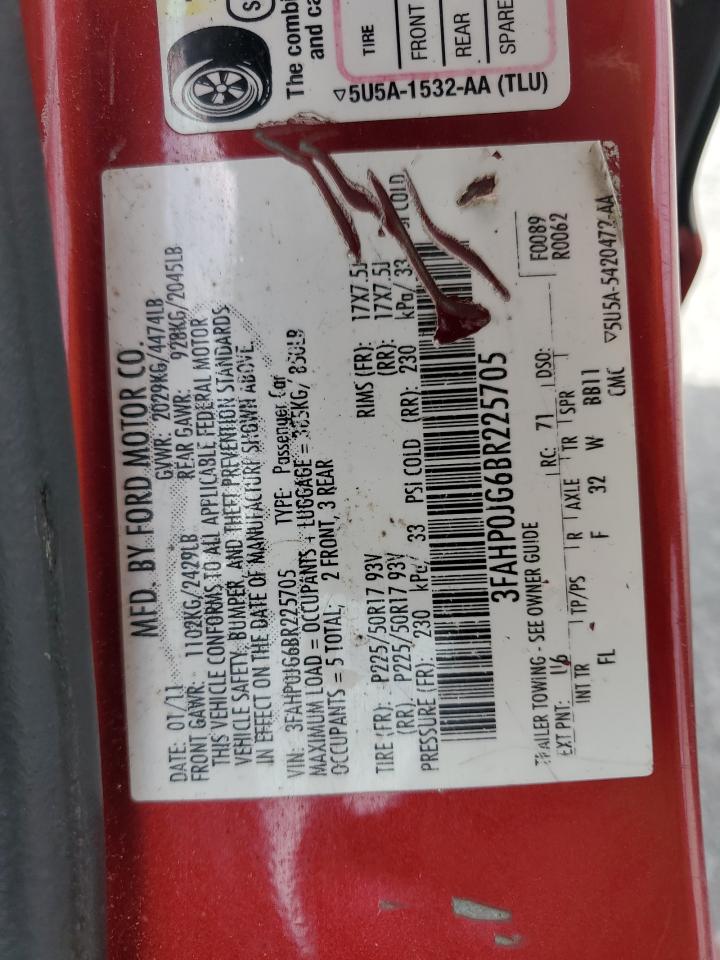 The combi
and ca
TIRE
FRONT
REAR
SPARE
▽5U5A-1532-AA (TLU)
MFD. BY FORD MOTOR CO.
DATE: 01/11 GVWR: 2029KG/4474LB
FRONT GAWR: 1102KG/2429LB REAR GAWR: 928KG/2045LB
THIS VEHICLE CONFORMS TO ALL APPLICABLE FEDERAL MOTOR
VEHICLE SAFETY, BUMPER, AND THEFT PREVENTION STANDARDS
IN EFFECT ON THE DATE OF MANUFACTURE SHOWN ABOVE.
VIN: 3FAHP0JG6BR225705 TYPE: Passenger Car
MAXIMUM LOAD = OCCUPANTS + LUGGAGE = 385KG/ 850LB
OCCUPANTS = 5 TOTAL; 2 FRONT, 3 REAR
TIRE (FR): P225/50R17 93V RIMS (FR): 17X7.5J
(RR): P225/50R17 93V (RR): 17X7.5J
PRESSURE (FR): 230 kPa/ 33 PSI COLD (RR): 230 kPa/ 33 COLD
3FAHP0JG6BR225705
TRAILER TOWING - SEE OWNER GUIDE
EXT PNT: U6 RC: 71 DSO: F0089
R0062
INT TR TP/PS R AXLE TR SPR
FL F 32 W BB11
CMC ▽5U5A-5420472-AA